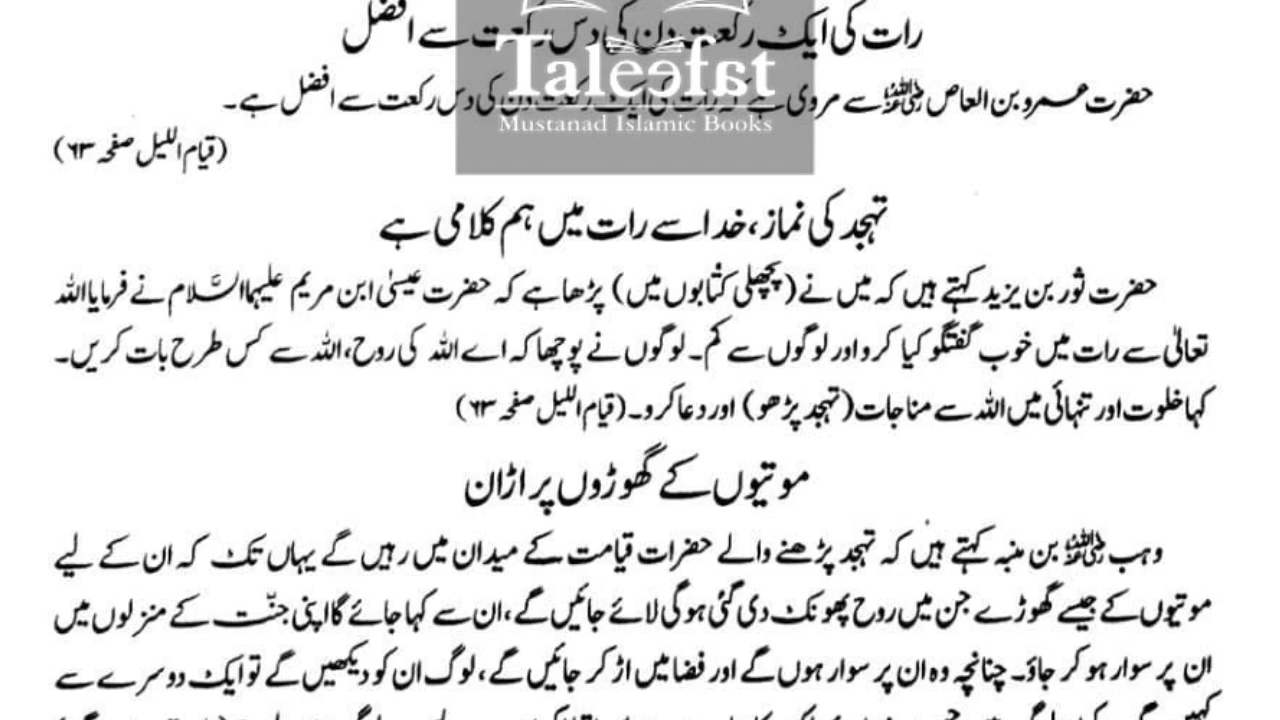 رات کی ایک رکعت دن کی دس رکعت سے افضل
Taleefat
Mustanad Islamic Books
حضرت عمرو بن العاص رضی اللہ عنہ سے مروی ہے کہ رات کی ایک رکعت دن کی دس رکعت سے افضل ہے۔
(قیام اللیل صفحہ ۶۳)
تہجد کی نماز، خدا سے رات میں ہم کلامی ہے
حضرت ثور بن یزید کہتے ہیں کہ میں نے (پچھلی کتابوں میں) پڑھا ہے کہ حضرت عیسیٰ ابن مریم علیہما السّلام نے فرمایا اللہ
تعالیٰ سے رات میں خوب گفتگو کیا کرو اور لوگوں سے کم۔ لوگوں نے پوچھا کہ اے اللہ کی روح، اللہ سے کس طرح بات کریں۔
کہا خلوت اور تنہائی میں اللہ سے مناجات (تہجد پڑھو) اور دعا کرو۔ (قیام اللیل صفحہ ۶۳)
موتیوں کے گھوڑوں پر اڑان
وہب رضی اللہ عنہ بن منبہ کہتے ہیں کہ تہجد پڑھنے والے حضرات قیامت کے میدان میں رہیں گے یہاں تک کہ ان کے لیے
موتیوں کے جیسے گھوڑے جن میں روح پھونک دی گئی ہوگی لائے جائیں گے، ان سے کہا جائے گا اپنی جنّت کے منزلوں میں
ان پر سوار ہو کر جاؤ۔ چنانچہ وہ ان پر سوار ہوں گے اور فضا میں اڑ کر جائیں گے، لوگ ان کو دیکھیں گے تو ایک دوسرے سے